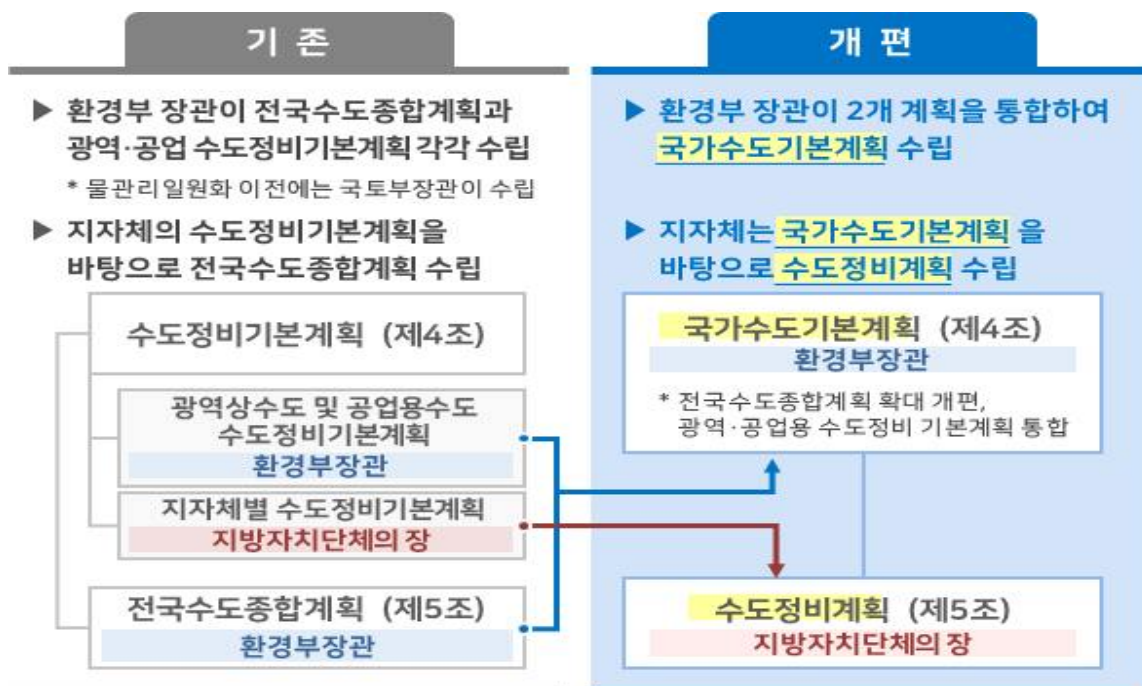 기 존
▶ 환경부 장관이 전국수도종합계획과
광역·공업 수도정비기본계획 각각 수립
* 물관리일원화 이전에는 국토부장관이 수립
▶ 지자체의 수도정비기본계획을
바탕으로 전국수도종합계획 수립
수도정비기본계획 (제4조)
광역상수도 및 공업용수도
수도정비기본계획
환경부장관
지자체별 수도정비기본계획
지방자치단체의 장
전국수도종합계획 (제5조)
환경부장관
개 편
▶ 환경부 장관이 2개 계획을 통합하여
국가수도기본계획 수립
▶ 지자체는 국가수도기본계획 을
바탕으로 수도정비계획 수립
국가수도기본계획 (제4조)
환경부장관
* 전국수도종합계획 확대 개편,
광역·공업용 수도정비 기본계획 통합
수도정비계획 (제5조)
지방자치단체의 장